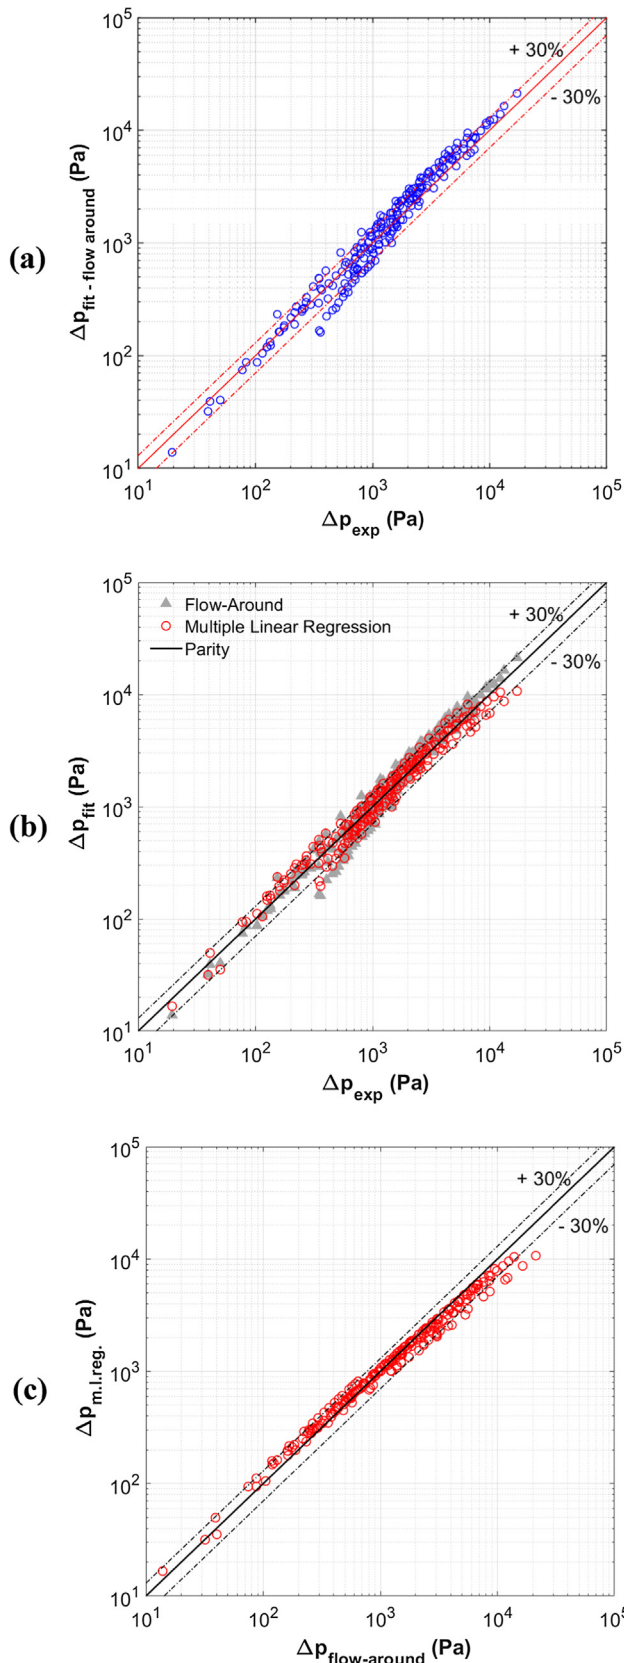 10^5
+ 30%
- 30%
10^4
Δp_fit - flow around (Pa)
(a)
10^3
10^2
10^1
10^1 10^2 10^3 10^4 10^5
Δp_exp (Pa)
10^5
Flow-Around
Multiple Linear Regression
Parity
+ 30%
- 30%
10^4
Δp_fit (Pa)
(b)
10^3
10^2
10^1
10^1 10^2 10^3 10^4 10^5
Δp_exp (Pa)
10^5
+ 30%
- 30%
10^4
Δp_m.l.reg. (Pa)
(c)
10^3
10^2
10^1
10^1 10^2 10^3 10^4 10^5
Δp_flow-around (Pa)